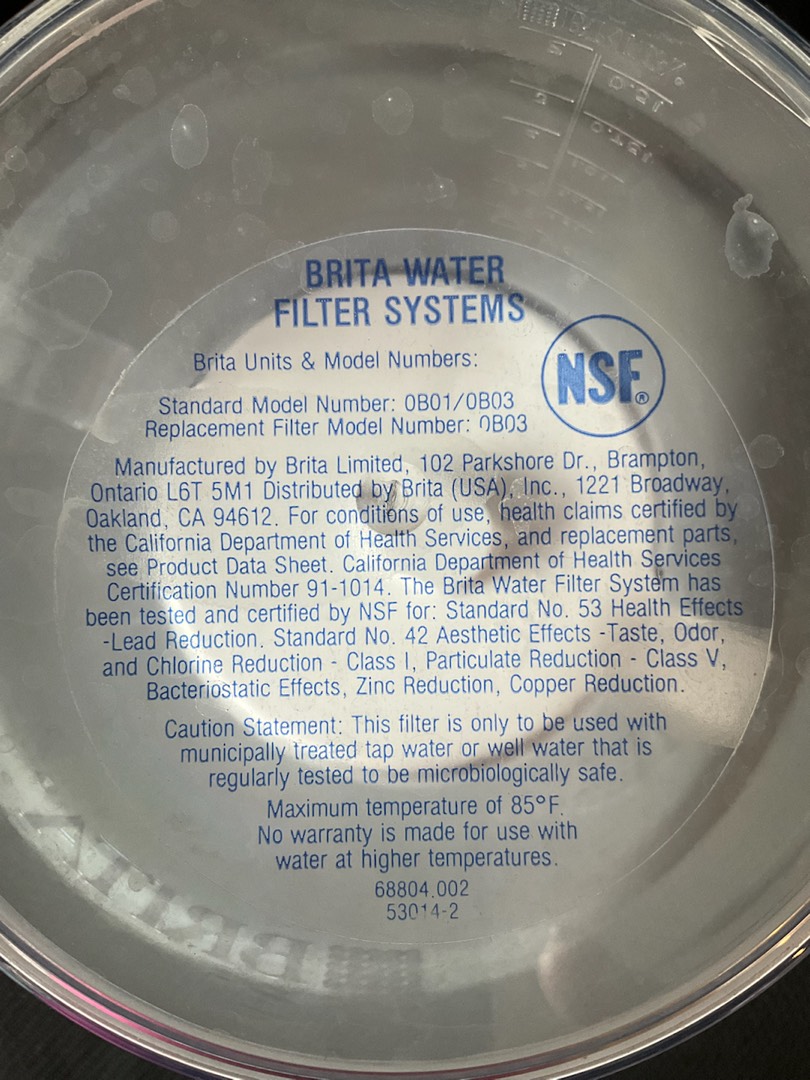 BRITA WATER
FILTER SYSTEMS
NSF®
Brita Units & Model Numbers:
Standard Model Number: 0B01/0B03
Replacement Filter Model Number: 0B03
Manufactured by Brita Limited, 102 Parkshore Dr., Brampton,
Ontario L6T 5M1 Distributed by Brita (USA), Inc., 1221 Broadway,
Oakland, CA 94612. For conditions of use, health claims certified by
the California Department of Health Services, and replacement parts,
see Product Data Sheet. California Department of Health Services
Certification Number 91-1014. The Brita Water Filter System has
been tested and certified by NSF for: Standard No. 53 Health Effects
-Lead Reduction. Standard No. 42 Aesthetic Effects -Taste, Odor,
and Chlorine Reduction - Class I, Particulate Reduction - Class V,
Bacteriostatic Effects, Zinc Reduction, Copper Reduction.
Caution Statement: This filter is only to be used with
municipally treated tap water or well water that is
regularly tested to be microbiologically safe.
Maximum temperature of 85°F.
No warranty is made for use with
water at higher temperatures.
68804.002
53014-2
BRITA